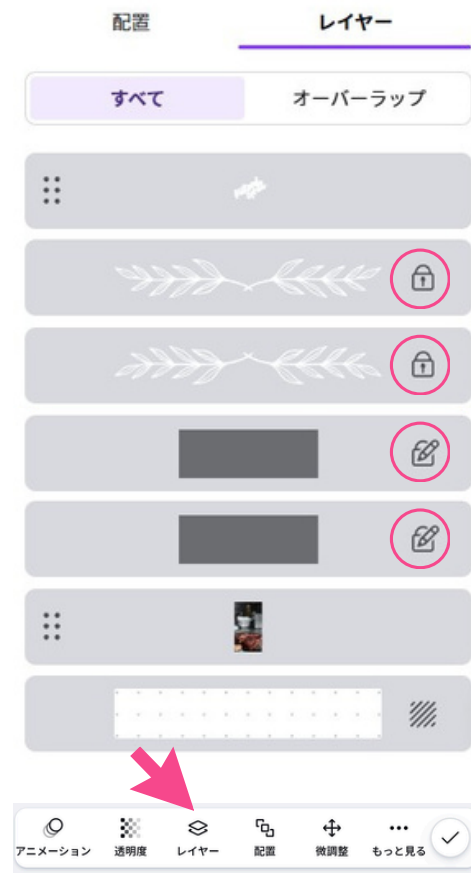 配置 レイヤー
すべて オーバーラップ
アニメーション 透明度 レイヤー 配置 微調整 もっと見る